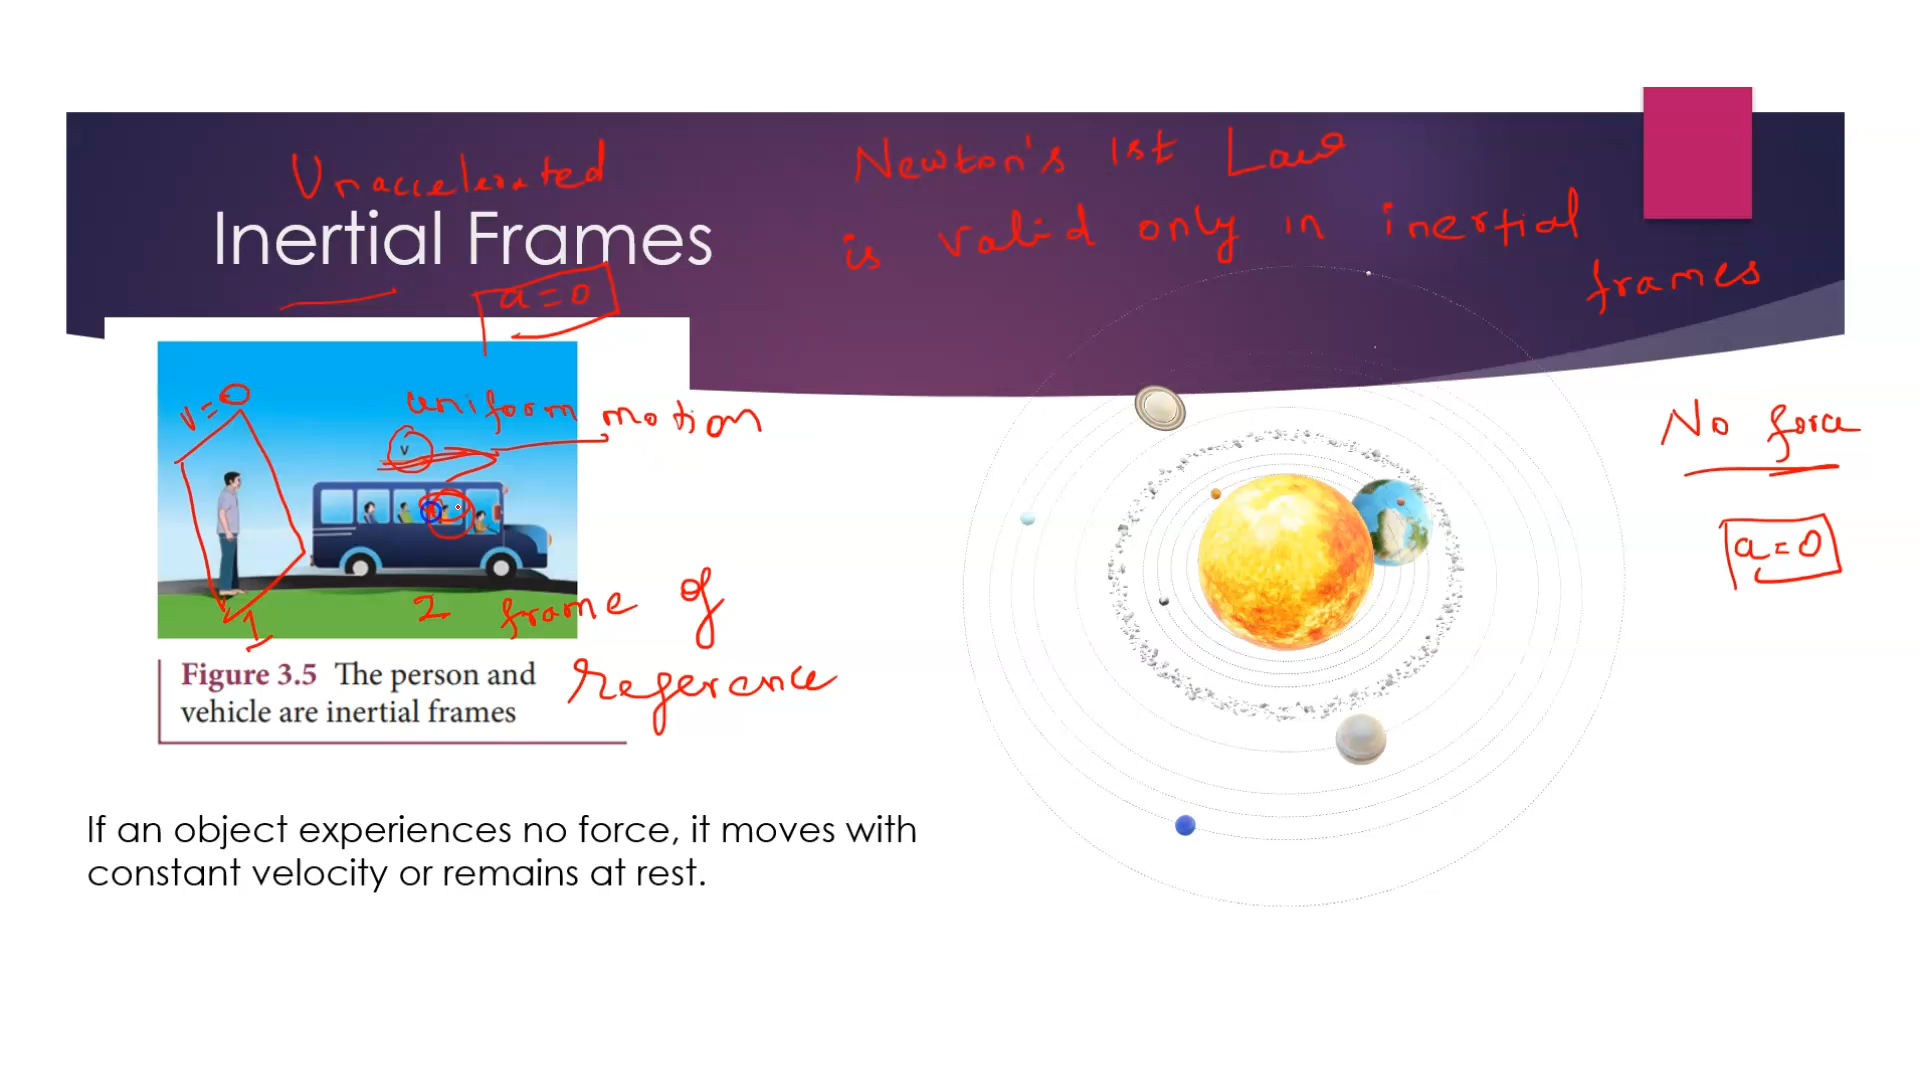 Unaccelerated
Inertial Frames
a = 0
Newton's 1st Law
is valid only in inertial
frames
v = 0
uniform motion
v
1
2 frame of
reference
Figure 3.5 The person and
vehicle are inertial frames
No force
a = 0
If an object experiences no force, it moves with
constant velocity or remains at rest.